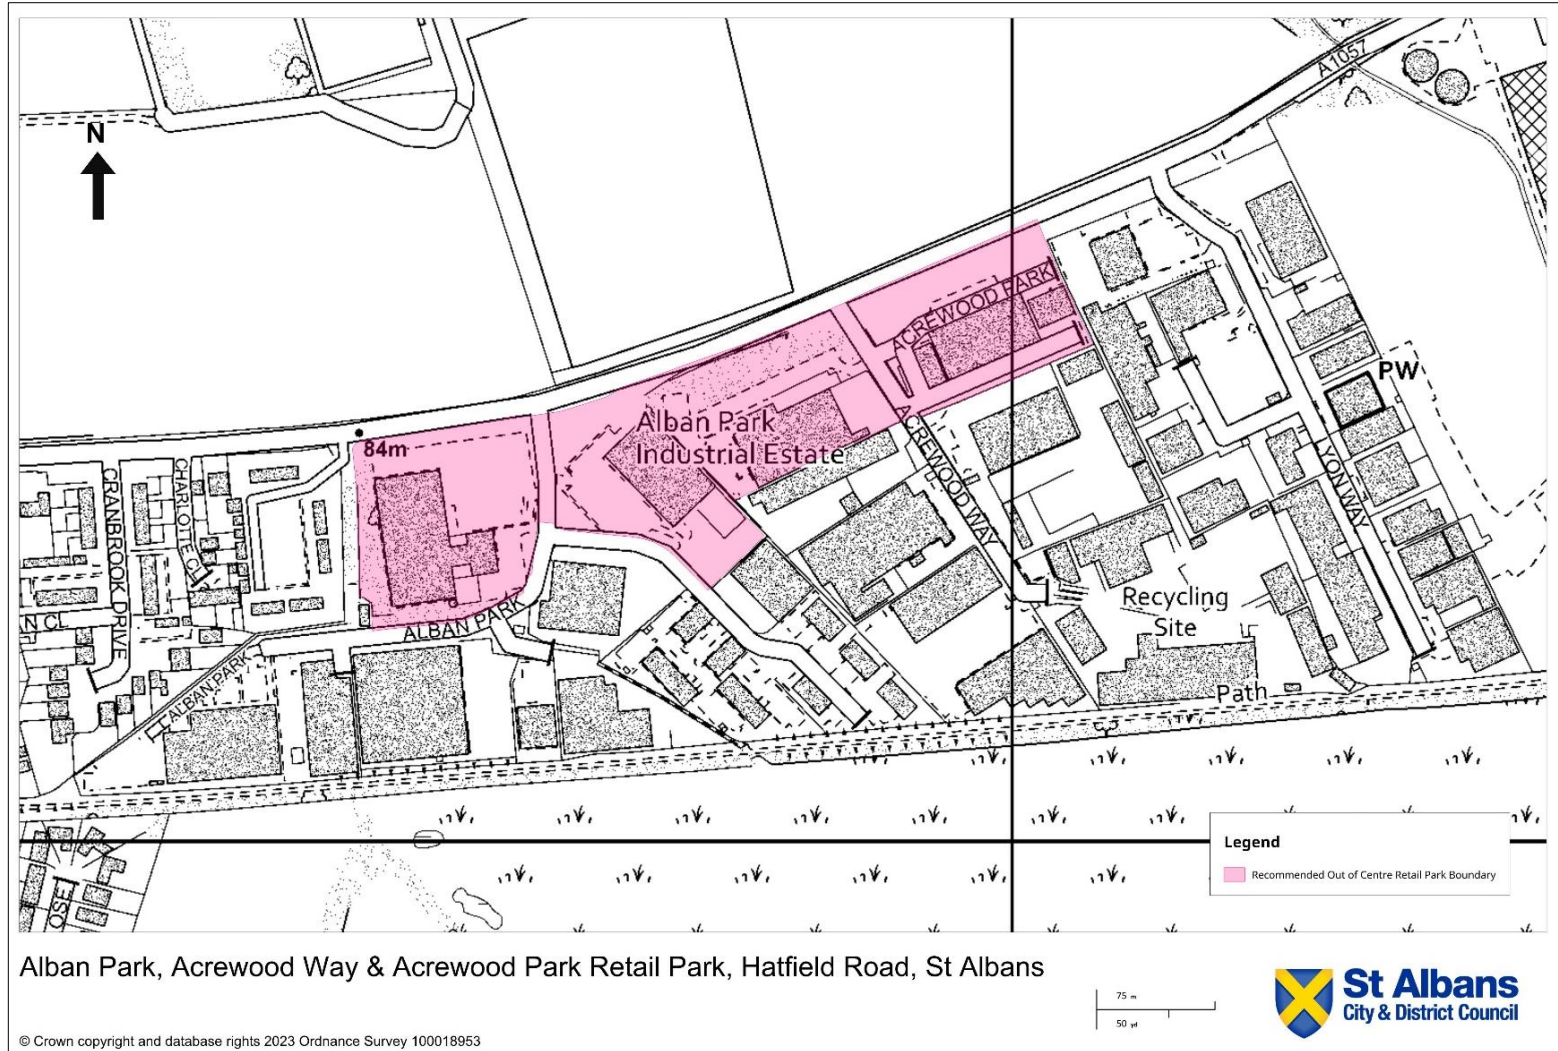 A1057
N
ACREWOOD PARK
PW
84m
Alban Park
Industrial Estate
CRANBROOK DRIVE
CHARLOTTE CL
ACREWOOD WAY
LYON WAY
N CL
ALBAN PARK
Recycling
Site
ALBAN PARK
Path
OSE
Legend
Recommended Out of Centre Retail Park Boundary
Alban Park, Acrewood Way & Acrewood Park Retail Park, Hatfield Road, St Albans
75 m
50 yd
St Albans
City & District Council
© Crown copyright and database rights 2023 Ordnance Survey 100018953